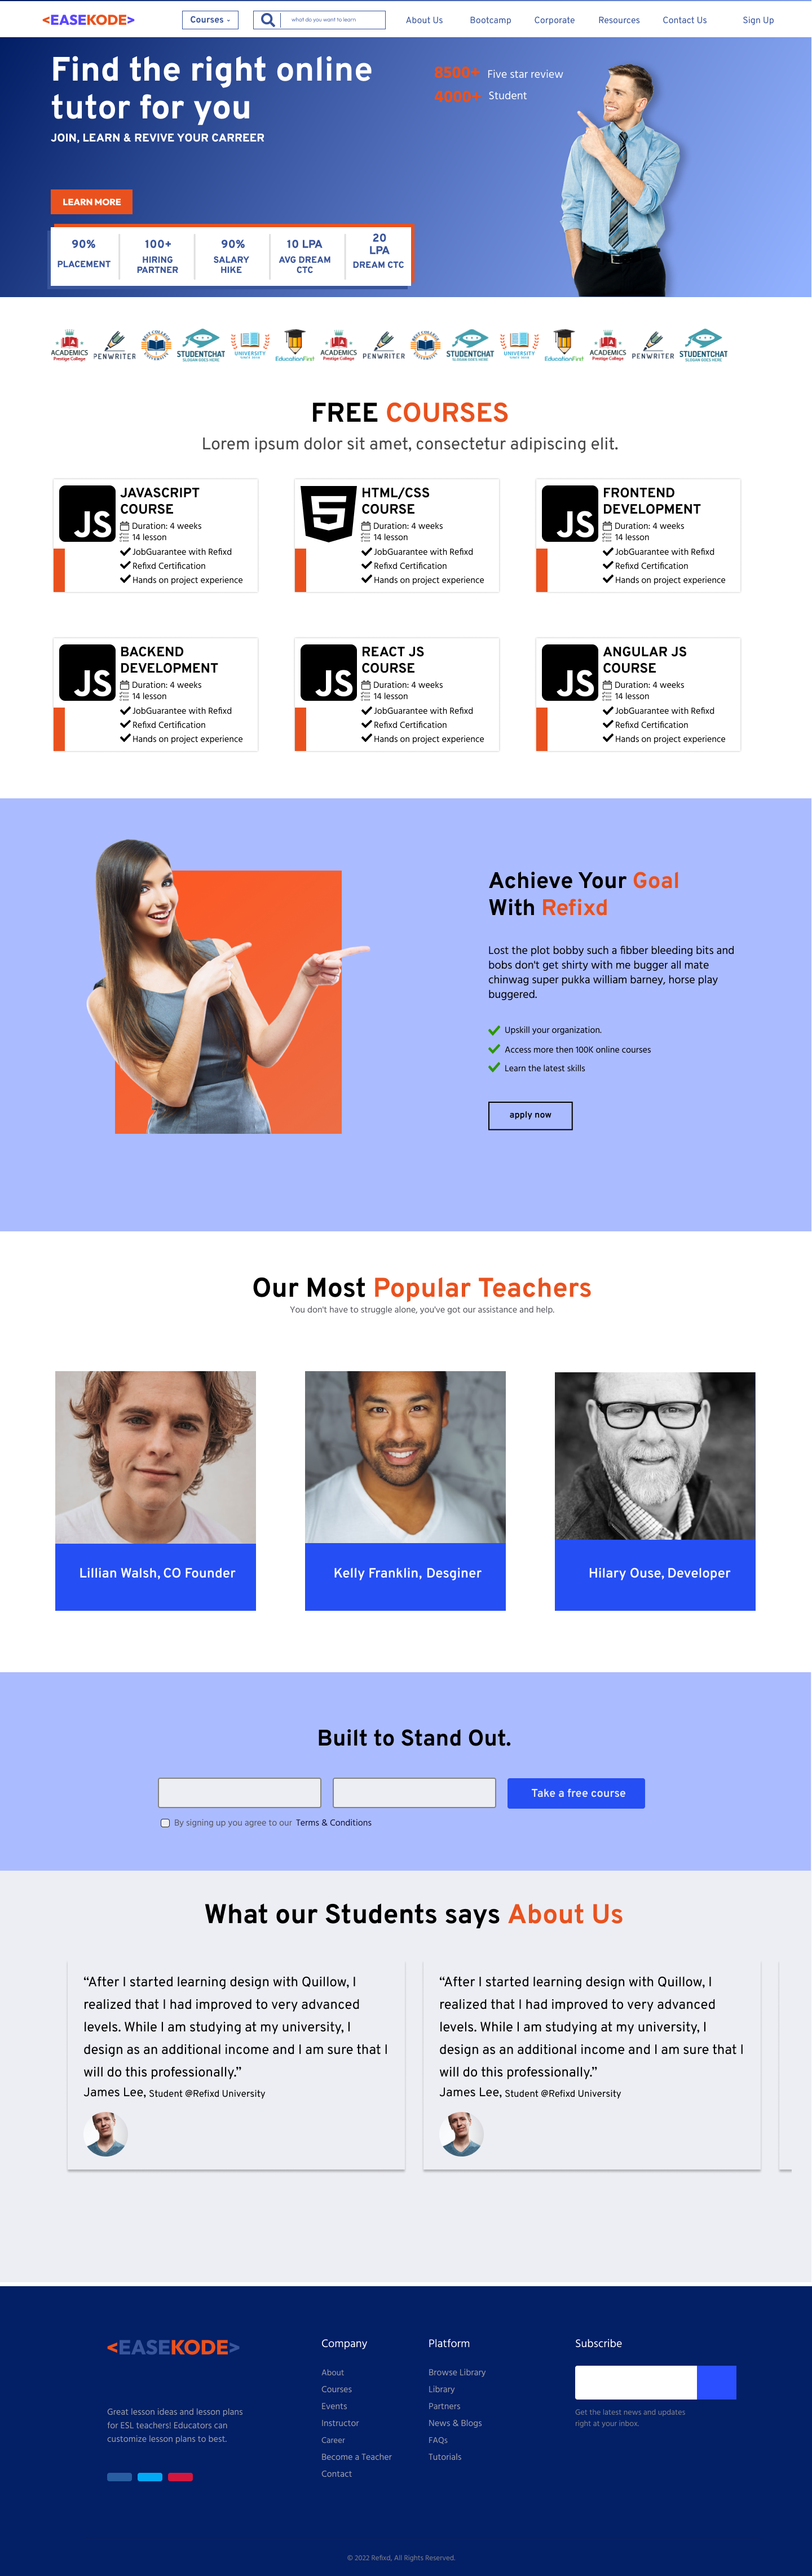 <EASEKODE>
Courses
what do you want to learn
About Us
Bootcamp
Corporate
Resources
Contact Us
Sign Up
Find the right online
tutor for you
JOIN, LEARN & REVIVE YOUR CARREER
8500+ Five star review
4000+ Student
LEARN MORE
90%
PLACEMENT
100+
HIRING
PARTNER
90%
SALARY
HIKE
10 LPA
AVG DREAM
CTC
20
LPA
DREAM CTC
ACADEMICS
Prestige College
PENWRITER
BEST COLLEGE
UNIVERSITY
STUDENTCHAT
SLOGAN GOES HERE
UNIVERSITY
EducationFirst
ACADEMICS
Prestige College
PENWRITER
BEST COLLEGE
UNIVERSITY
STUDENTCHAT
SLOGAN GOES HERE
UNIVERSITY
EducationFirst
ACADEMICS
Prestige College
PENWRITER
STUDENTCHAT
SLOGAN GOES HERE
FREE COURSES
Lorem ipsum dolor sit amet, consectetur adipiscing elit.
JS
JAVASCRIPT
COURSE
Duration: 4 weeks
14 lesson
JobGuarantee with Refixd
Refixd Certification
Hands on project experience
HTML/CSS
COURSE
Duration: 4 weeks
14 lesson
JobGuarantee with Refixd
Refixd Certification
Hands on project experience
JS
FRONTEND
DEVELOPMENT
Duration: 4 weeks
14 lesson
JobGuarantee with Refixd
Refixd Certification
Hands on project experience
JS
BACKEND
DEVELOPMENT
Duration: 4 weeks
14 lesson
JobGuarantee with Refixd
Refixd Certification
Hands on project experience
JS
REACT JS
COURSE
Duration: 4 weeks
14 lesson
JobGuarantee with Refixd
Refixd Certification
Hands on project experience
JS
ANGULAR JS
COURSE
Duration: 4 weeks
14 lesson
JobGuarantee with Refixd
Refixd Certification
Hands on project experience
Achieve Your Goal
With Refixd
Lost the plot bobby such a fibber bleeding bits and
bobs don't get shirty with me bugger all mate
chinwag super pukka william barney, horse play
buggered.
Upskill your organization.
Access more then 100K online courses
Learn the latest skills
apply now
Our Most Popular Teachers
You don't have to struggle alone, you've got our assistance and help.
Lillian Walsh, CO Founder
Kelly Franklin, Desginer
Hilary Ouse, Developer
Built to Stand Out.
Take a free course
By signing up you agree to our Terms & Conditions
What our Students says About Us
“After I started learning design with Quillow, I
realized that I had improved to very advanced
levels. While I am studying at my university, I
design as an additional income and I am sure that I
will do this professionally.”
James Lee, Student @Refixd University
“After I started learning design with Quillow, I
realized that I had improved to very advanced
levels. While I am studying at my university, I
design as an additional income and I am sure that I
will do this professionally.”
James Lee, Student @Refixd University
<EASEKODE>
Great lesson ideas and lesson plans
for ESL teachers! Educators can
customize lesson plans to best.
Company
About
Courses
Events
Instructor
Career
Become a Teacher
Contact
Platform
Browse Library
Library
Partners
News & Blogs
FAQs
Tutorials
Subscribe
Get the latest news and updates
right at your inbox.
© 2022 Refixd, All Rights Reserved.